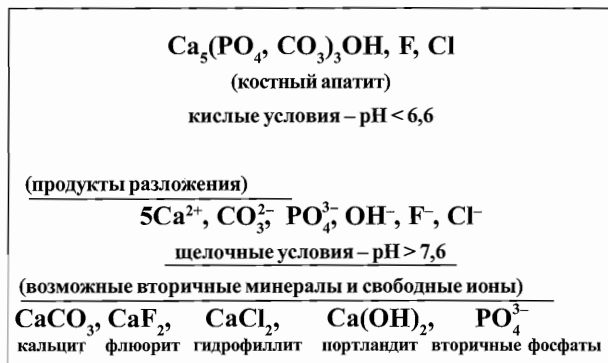 Ca₅(PO₄, CO₃)₃OH, F, Cl
(костный апатит)
кислые условия – pH < 6,6
(продукты разложения)
5Ca²⁺, CO₃²⁻, PO₄³⁻, OH⁻, F⁻, Cl⁻
щелочные условия – pH > 7,6
(возможные вторичные минералы и свободные ионы)
CaCO₃, CaF₂, CaCl₂, Ca(OH)₂, PO₄³⁻
кальцит флюорит гидрофиллит портландит вторичные фосфаты